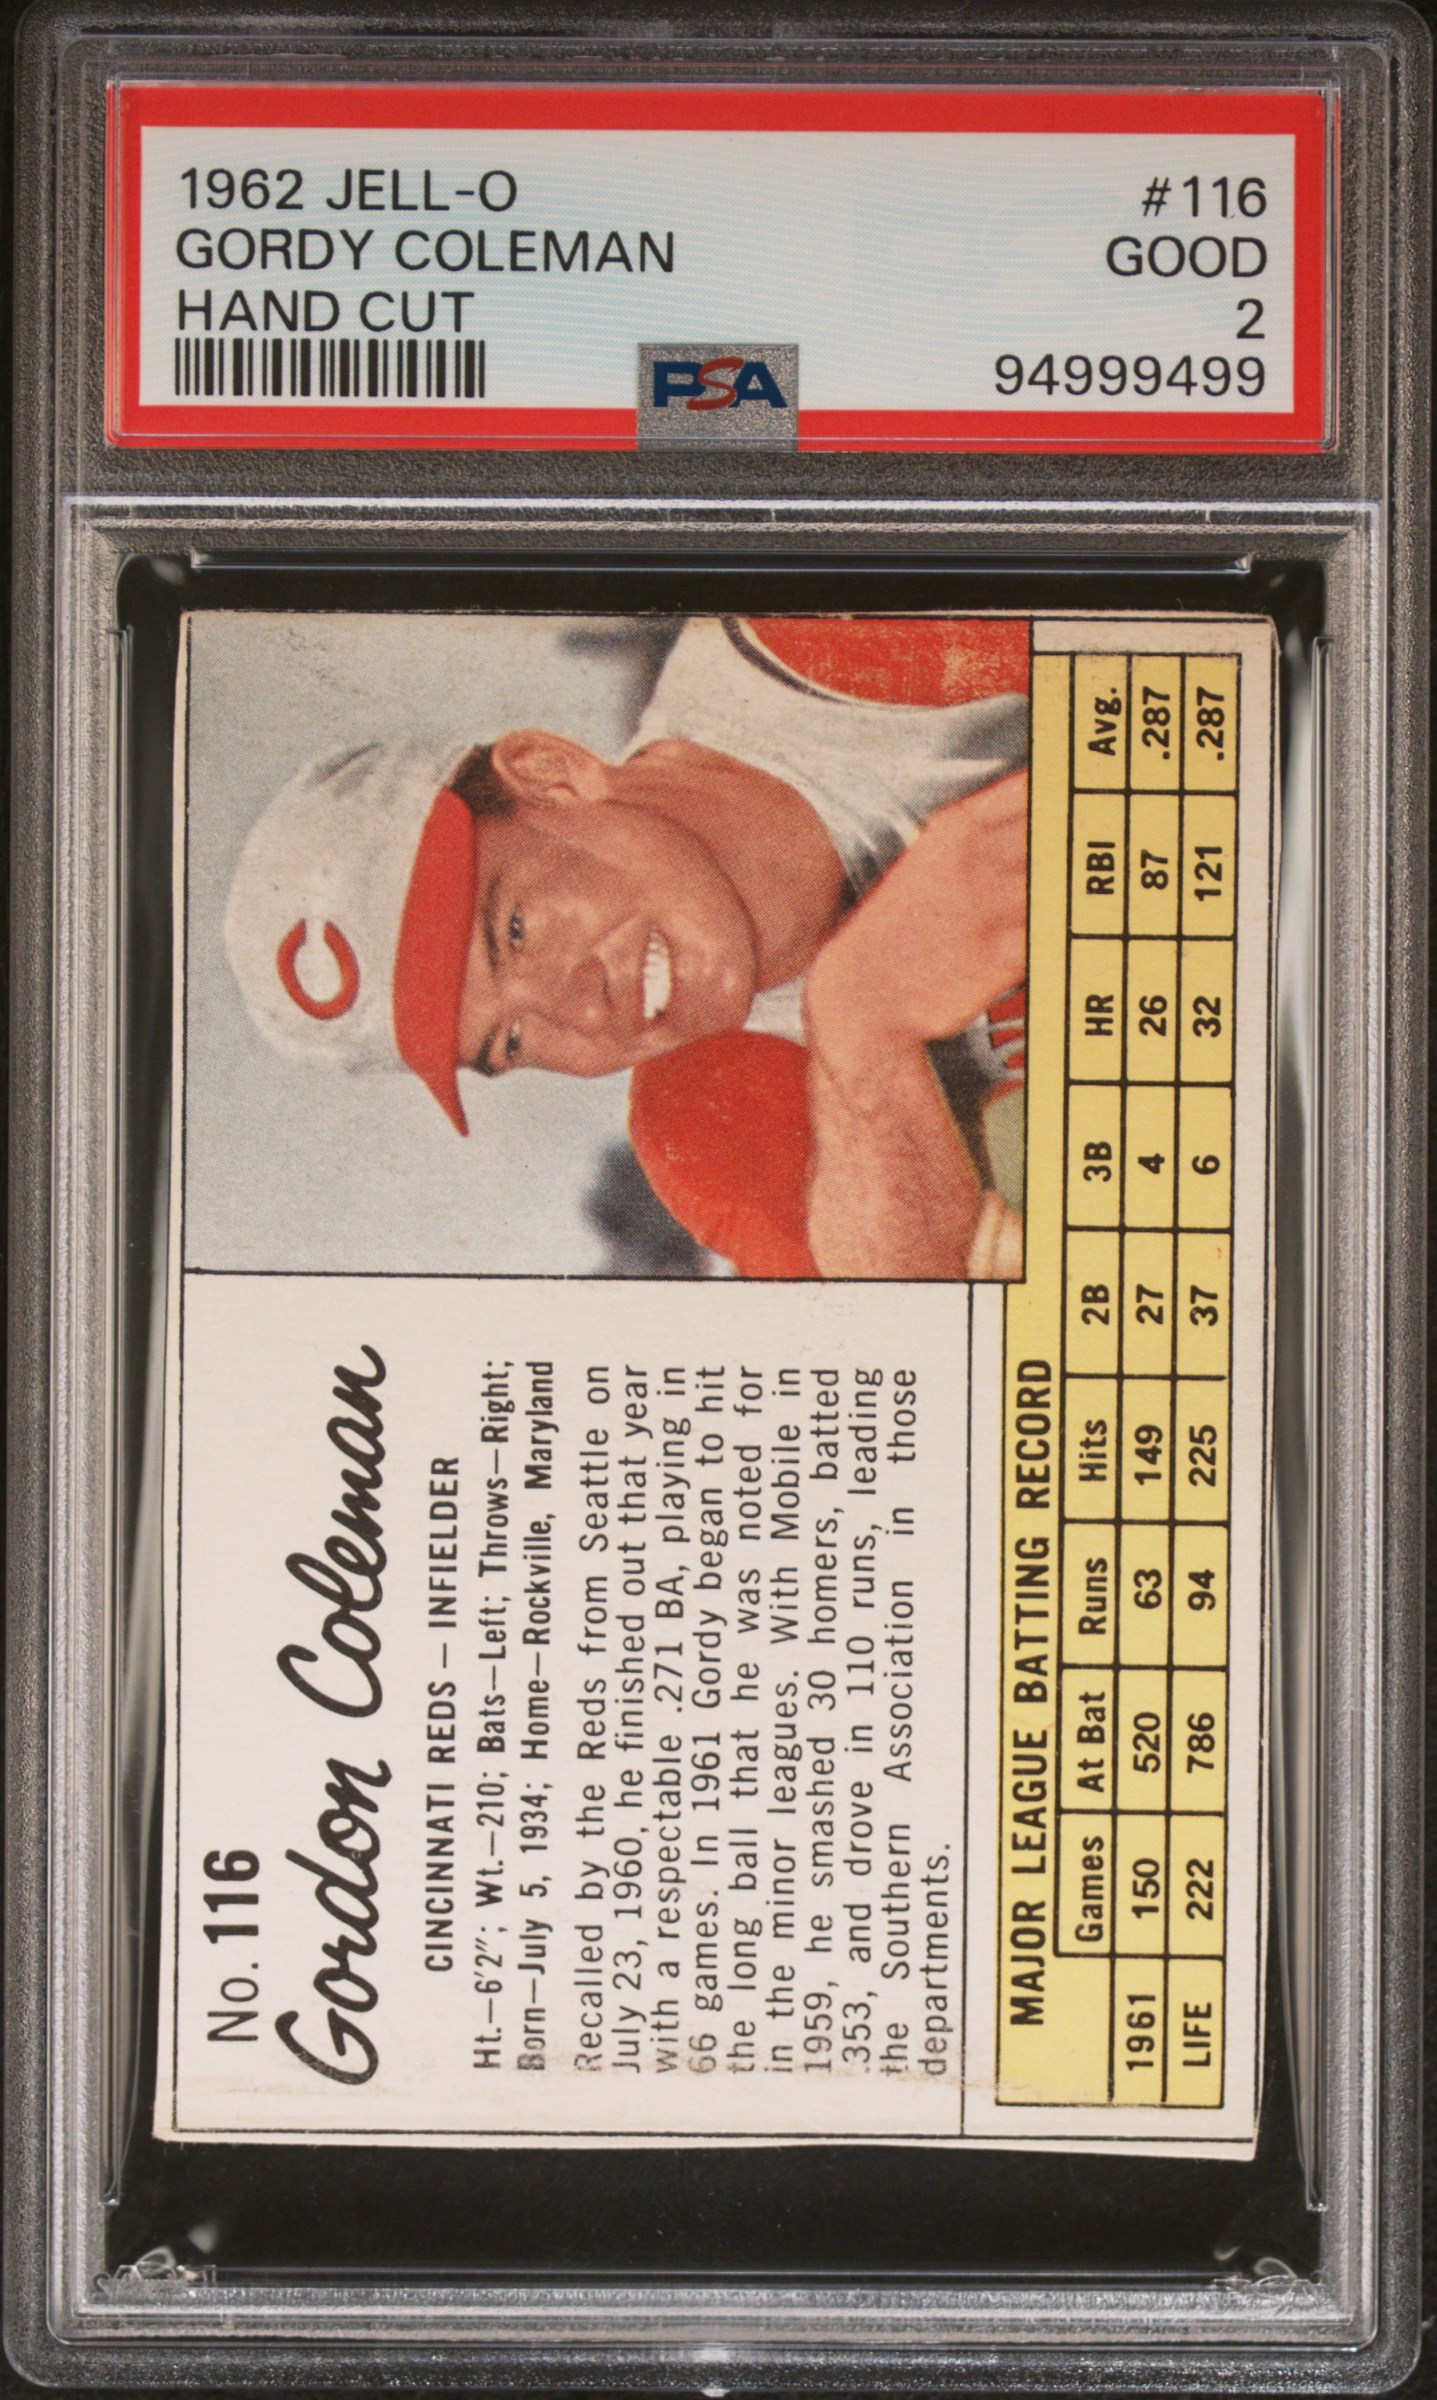 1962 JELL-O #116
GORDY COLEMAN GOOD
HAND CUT 2
94999499
PSA
C
No. 116
Gordon Coleman
CINCINNATI REDS — INFIELDER
Ht.—6'2"; Wt.—210; Bats—Left; Throws—Right;
Born—July 5, 1934; Home—Rockville, Maryland
Recalled by the Reds from Seattle on
July 23, 1960, he finished out that year
with a respectable .271 BA, playing in
66 games. In 1961 Gordy began to hit
the long ball that he was noted for
in the minor leagues. With Mobile in
1959, he smashed 30 homers, batted
.353, and drove in 110 runs, leading
the Southern Association in those
departments.
MAJOR LEAGUE BATTING RECORD
Games At Bat Runs Hits 2B 3B HR RBI Avg.
1961 150 520 63 149 27 4 26 87 .287
LIFE 222 786 94 225 37 6 32 121 .287